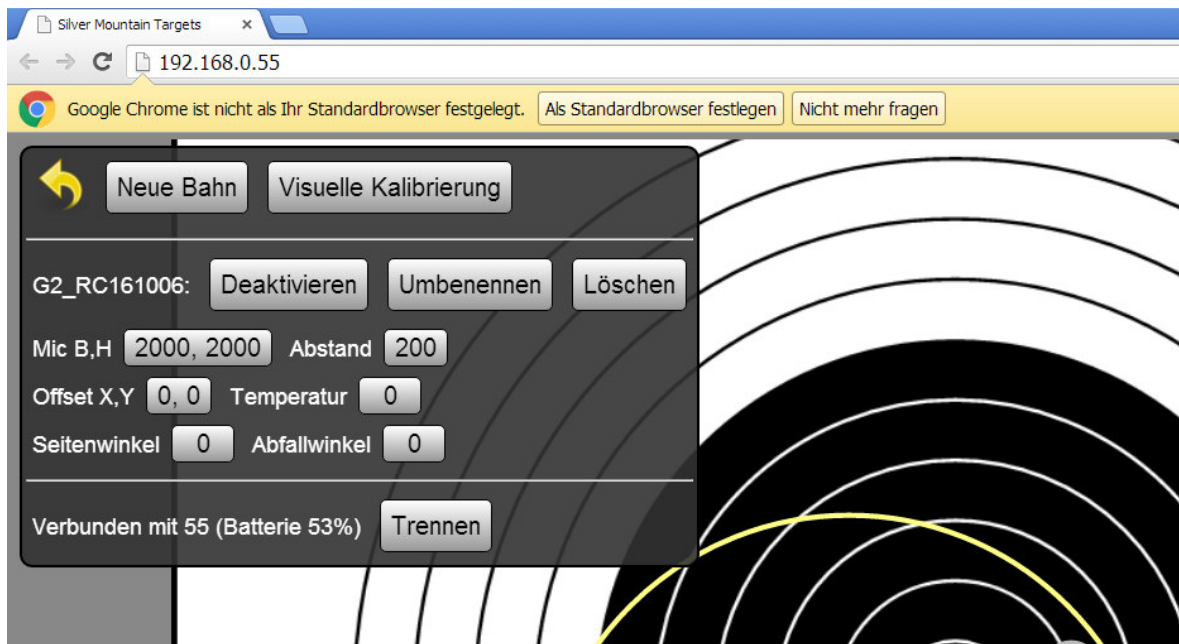 Silver Mountain Targets ×
192.168.0.55
Google Chrome ist nicht als Ihr Standardbrowser festgelegt. Als Standardbrowser festlegen Nicht mehr fragen
Neue Bahn Visuelle Kalibrierung
G2_RC161006: Deaktivieren Umbenennen Löschen
Mic B,H 2000, 2000 Abstand 200
Offset X,Y 0, 0 Temperatur 0
Seitenwinkel 0 Abfallwinkel 0
Verbunden mit 55 (Batterie 53%) Trennen